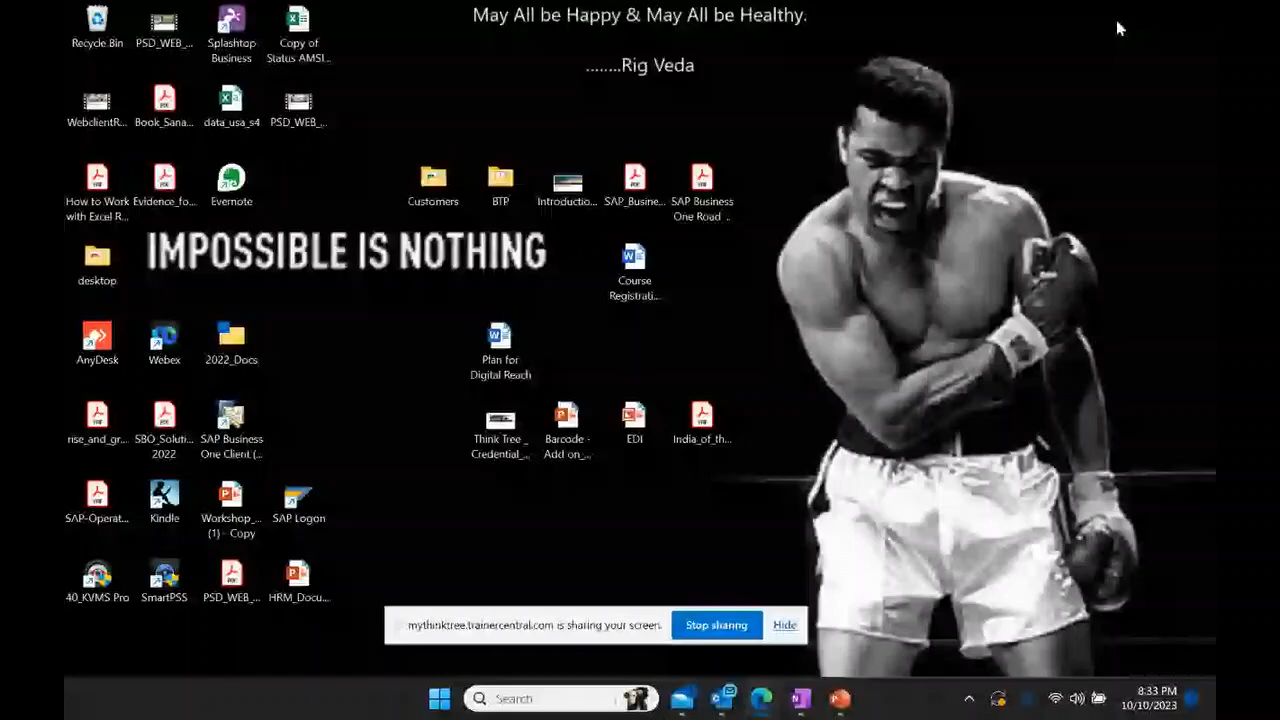 May All be Happy & May All be Healthy.
........Rig Veda
Recycle Bin
PSD_WEB_...
Splashtop
Business
Copy of
Status AMSI...
WebclientR...
Book_Sana...
data_usa_s4
PSD_WEB_...
How to Work
with Excel R...
Evidence_fo...
Evernote
Customers
BTP
Introductio...
SAP_Busine...
SAP Business
One Road ...
IMPOSSIBLE IS NOTHING
desktop
Course
Registrati...
AnyDesk
Webex
2022_Docs
Plan for
Digital Reach
rise_and_gr...
SBO_Soluti...
2022
SAP Business
One Client (...
Think Tree _
Credential_...
Barcode -
Add on_...
EDI
India_of_th...
SAP-Operat...
Kindle
Workshop_...
(1) - Copy
SAP Logon
40_KVMS Pro
SmartPSS
PSD_WEB_...
HRM_Docu...
mythinktree.trainercentral.com is sharing your screen.
Stop sharing
Hide
Search
8:33 PM
10/10/2023